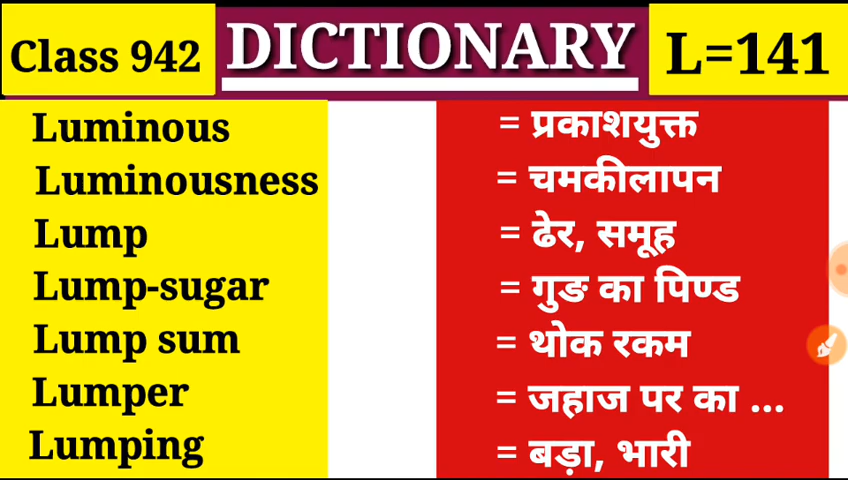 Class 942 DICTIONARY L=141
Luminous = प्रकाशयुक्त
Luminousness = चमकीलापन
Lump = ढेर, समूह
Lump-sugar = गुङ का पिण्ड
Lump sum = थोक रकम
Lumper = जहाज पर का ...
Lumping = बड़ा, भारी